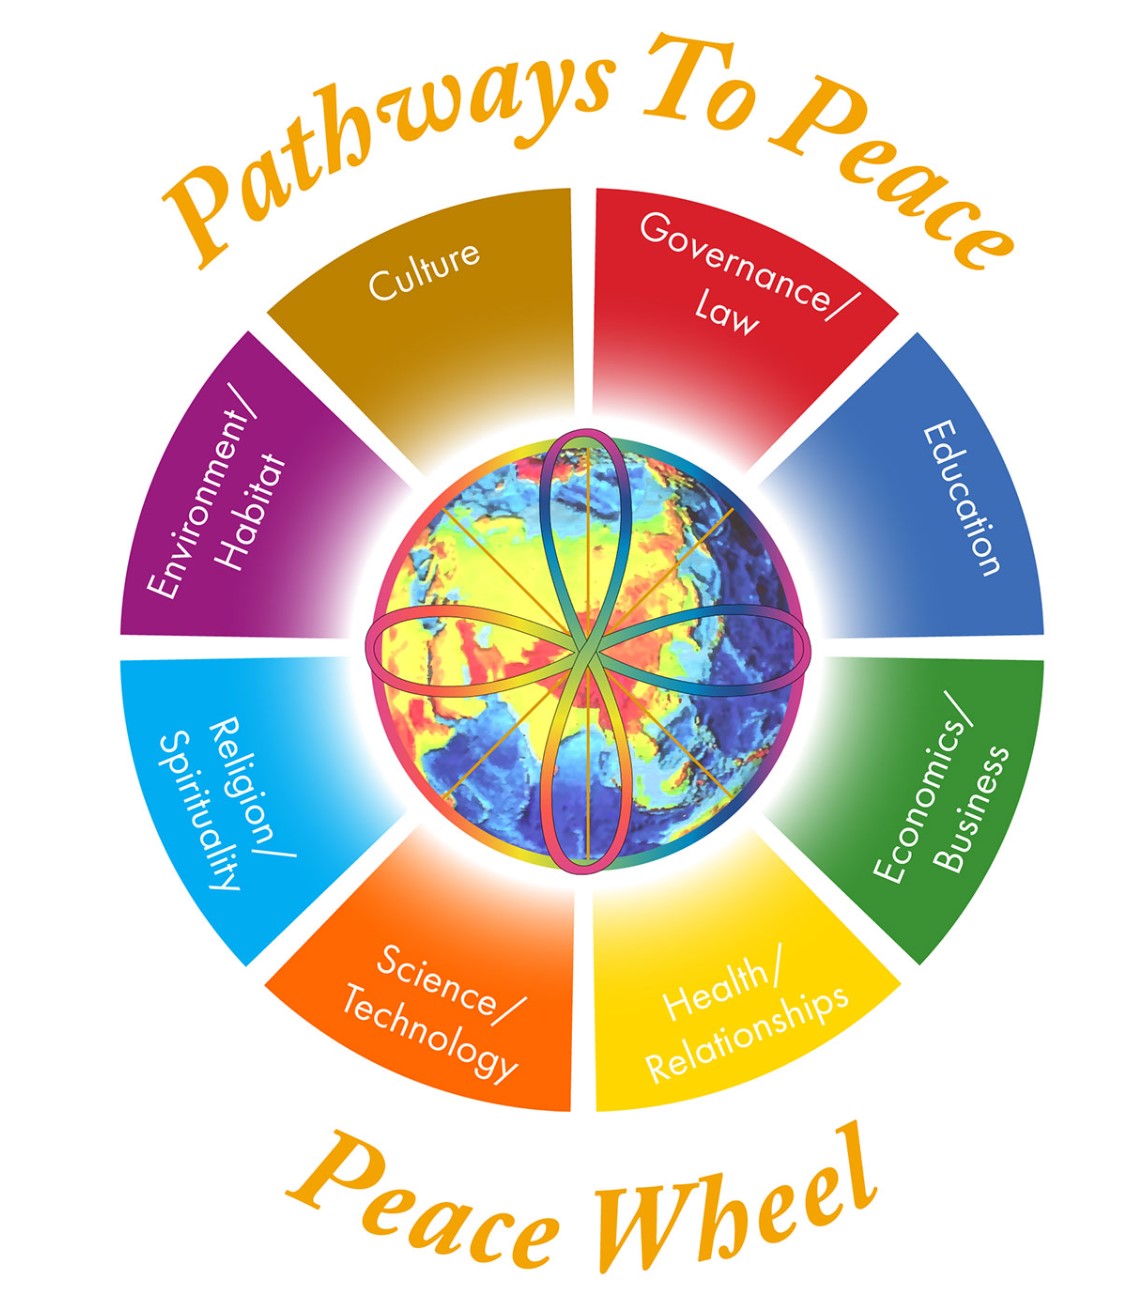 Pathways To Peace
Culture
Governance/
Law
Education
Economics/
Business
Health/
Relationships
Science/
Technology
Religion/
Spirituality
Environment/
Habitat
Peace Wheel